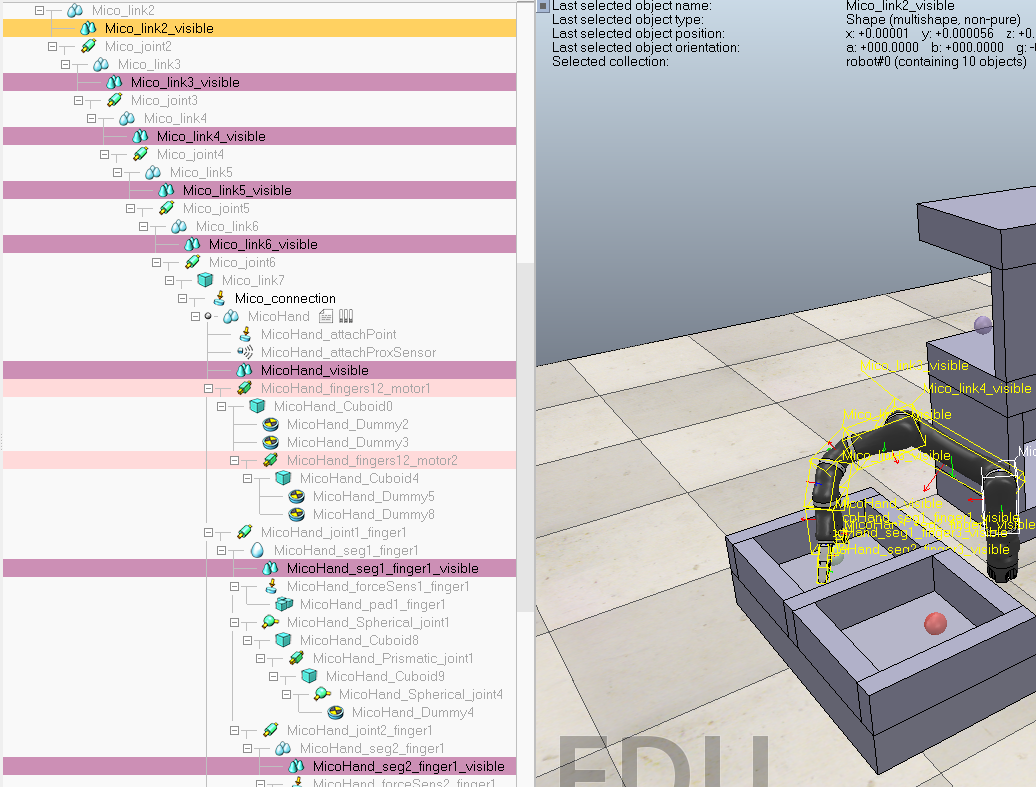 Mico_link2
Mico_link2_visible
Mico_joint2
Mico_link3
Mico_link3_visible
Mico_joint3
Mico_link4
Mico_link4_visible
Mico_joint4
Mico_link5
Mico_link5_visible
Mico_joint5
Mico_link6
Mico_link6_visible
Mico_joint6
Mico_link7
Mico_connection
MicoHand
MicoHand_attachPoint
MicoHand_attachProxSensor
MicoHand_visible
MicoHand_fingers12_motor1
MicoHand_Cuboid0
MicoHand_Dummy2
MicoHand_Dummy3
MicoHand_fingers12_motor2
MicoHand_Cuboid4
MicoHand_Dummy5
MicoHand_Dummy8
MicoHand_joint1_finger1
MicoHand_seg1_finger1
MicoHand_seg1_finger1_visible
MicoHand_forceSens1_finger1
MicoHand_pad1_finger1
MicoHand_Spherical_joint1
MicoHand_Cuboid8
MicoHand_Prismatic_joint1
MicoHand_Cuboid9
MicoHand_Spherical_joint4
MicoHand_Dummy4
MicoHand_joint2_finger1
MicoHand_seg2_finger1
MicoHand_seg2_finger1_visible
MicoHand_forceSens2_finger1
Last selected object name: Mico_link2_visible
Last selected object type: Shape (multishape, non-pure)
Last selected object position: x: +0.00001 y: +0.000056 z: +0.
Last selected object orientation: a: +000.0000 b: +000.0000 g: -
Selected collection: robot#0 (containing 10 objects)
Mico_link4_visible
EDU